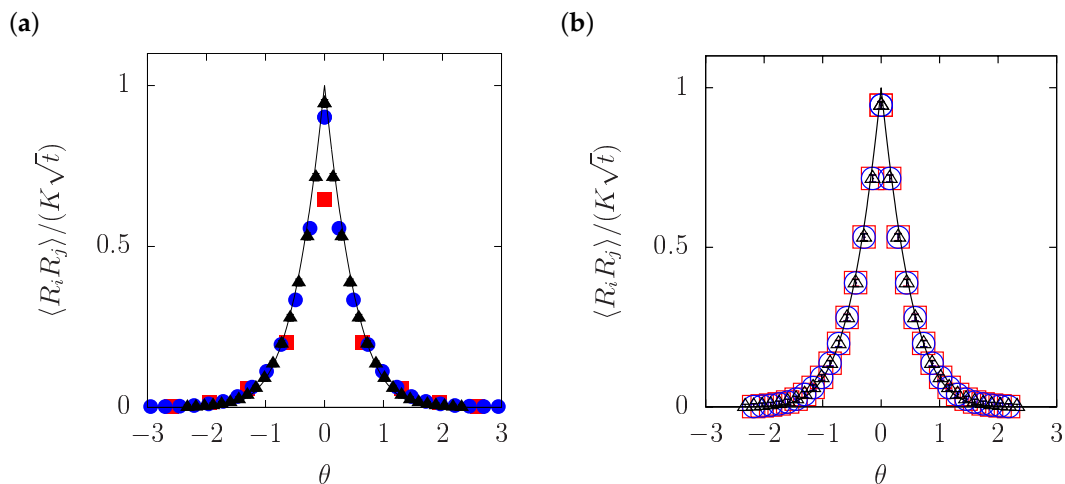 (a)
1
0.5
0
−3 −2 −1 0 1 2 3
⟨R_i R_j⟩/(K√t)
θ
(b)
1
0.5
0
−3 −2 −1 0 1 2 3
⟨R_i R_j⟩/(K√t)
θ